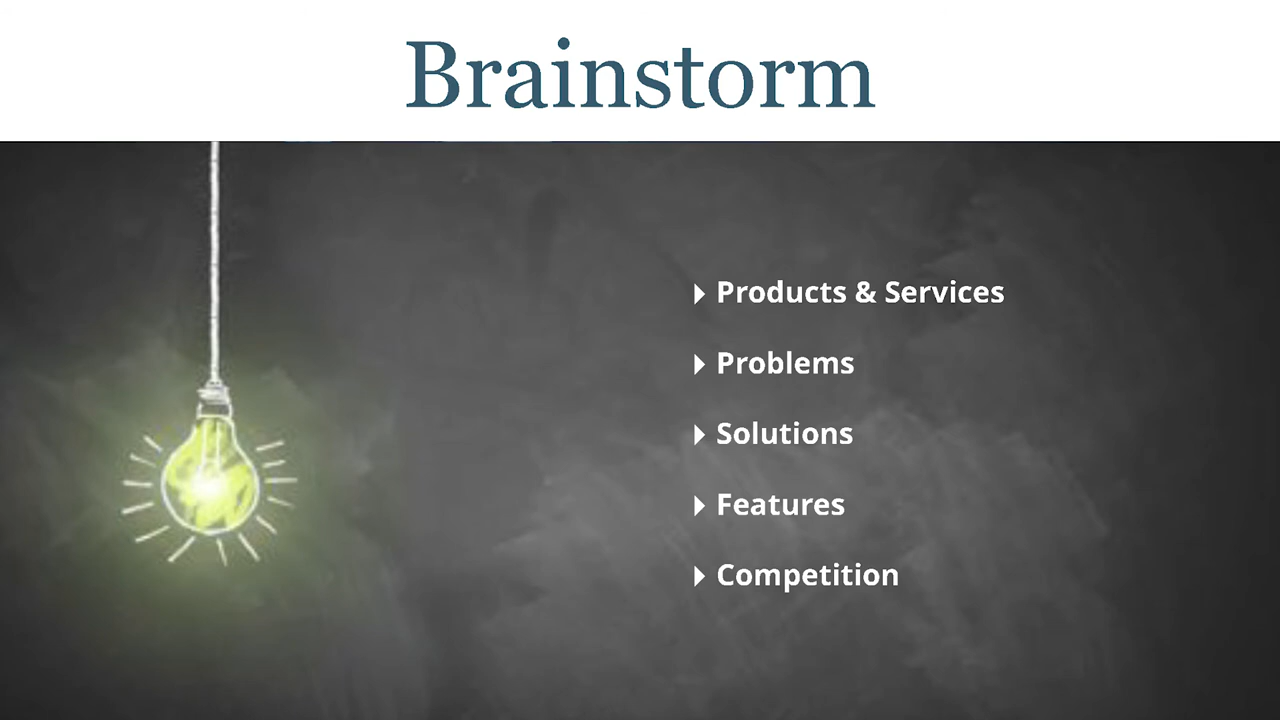 Brainstorm
Products & Services
Problems
Solutions
Features
Competition